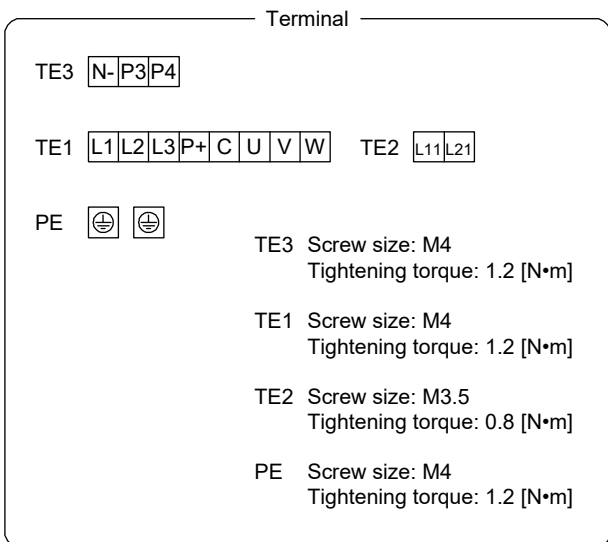 Terminal
TE3 N- P3 P4
TE1 L1 L2 L3 P+ C U V W TE2 L11 L21
PE
TE3 Screw size: M4
Tightening torque: 1.2 [N•m]
TE1 Screw size: M4
Tightening torque: 1.2 [N•m]
TE2 Screw size: M3.5
Tightening torque: 0.8 [N•m]
PE Screw size: M4
Tightening torque: 1.2 [N•m]